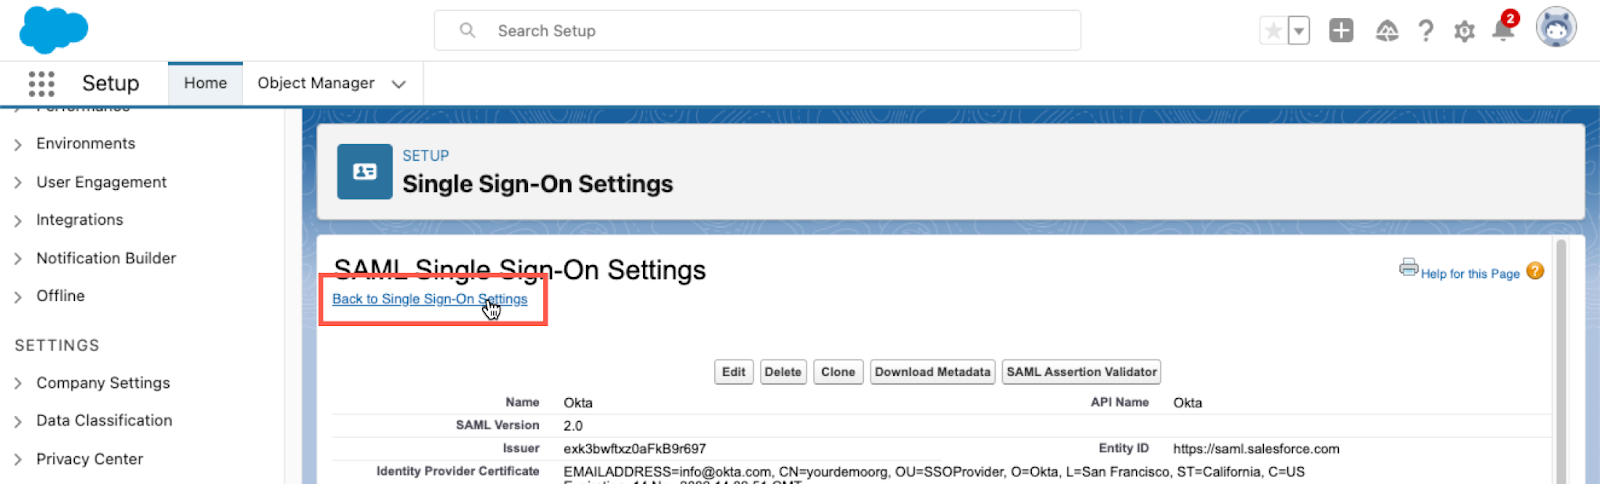 Search Setup
2
Setup
Home
Object Manager
Performance
Environments
User Engagement
Integrations
Notification Builder
Offline
SETTINGS
Company Settings
Data Classification
Privacy Center
SETUP
Single Sign-On Settings
SAML Single Sign-On Settings
Help for this Page
Back to Single Sign-On Settings
Edit
Delete
Clone
Download Metadata
SAML Assertion Validator
Name Okta API Name Okta
SAML Version 2.0
Issuer exk3bwftxz0aFkB9r697 Entity ID https://saml.salesforce.com
Identity Provider Certificate EMAILADDRESS=info@okta.com, CN=yourdemoorg, OU=SSOProvider, O=Okta, L=San Francisco, ST=California, C=US